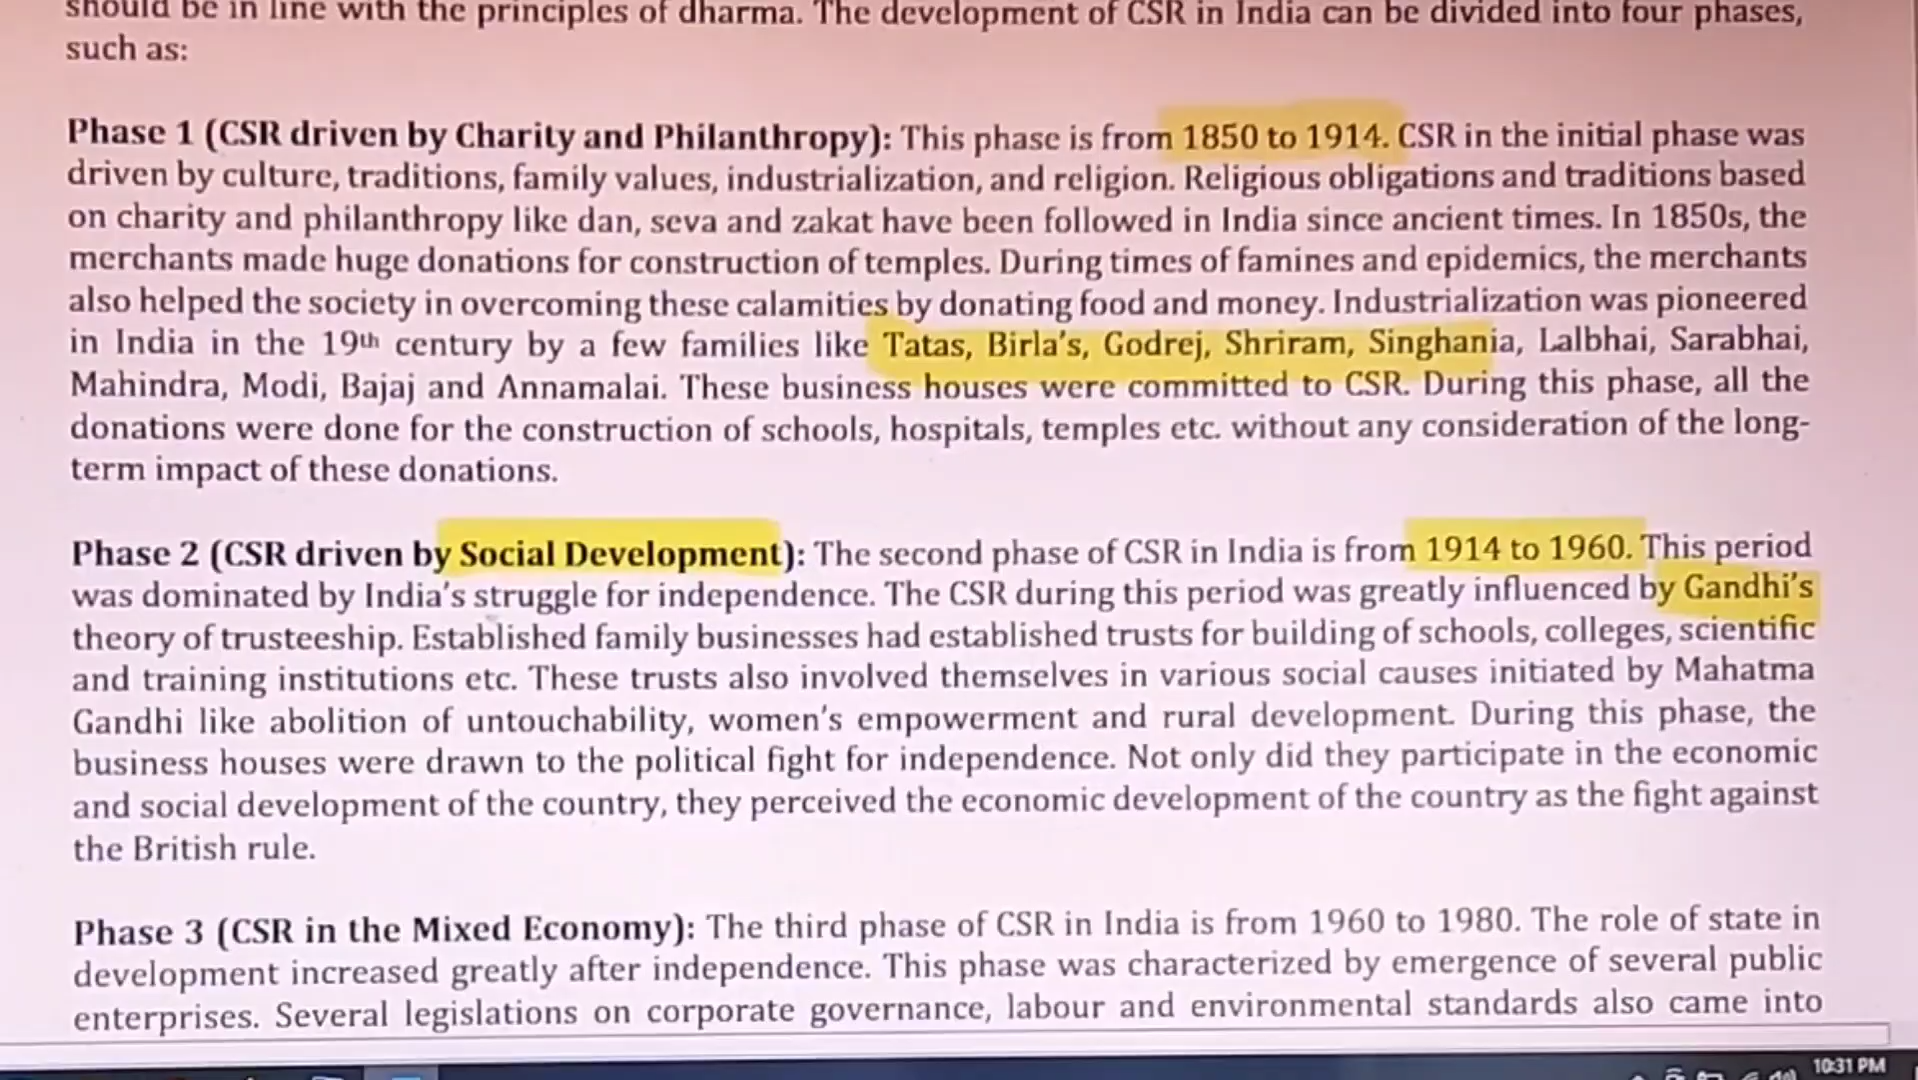 should be in line with the principles of dharma. The development of CSR in India can be divided into four phases,
such as:
Phase 1 (CSR driven by Charity and Philanthropy): This phase is from 1850 to 1914. CSR in the initial phase was
driven by culture, traditions, family values, industrialization, and religion. Religious obligations and traditions based
on charity and philanthropy like dan, seva and zakat have been followed in India since ancient times. In 1850s, the
merchants made huge donations for construction of temples. During times of famines and epidemics, the merchants
also helped the society in overcoming these calamities by donating food and money. Industrialization was pioneered
in India in the 19th century by a few families like Tatas, Birla's, Godrej, Shriram, Singhania, Lalbhai, Sarabhai,
Mahindra, Modi, Bajaj and Annamalai. These business houses were committed to CSR. During this phase, all the
donations were done for the construction of schools, hospitals, temples etc. without any consideration of the long-
term impact of these donations.
Phase 2 (CSR driven by Social Development): The second phase of CSR in India is from 1914 to 1960. This period
was dominated by India's struggle for independence. The CSR during this period was greatly influenced by Gandhi's
theory of trusteeship. Established family businesses had established trusts for building of schools, colleges, scientific
and training institutions etc. These trusts also involved themselves in various social causes initiated by Mahatma
Gandhi like abolition of untouchability, women's empowerment and rural development. During this phase, the
business houses were drawn to the political fight for independence. Not only did they participate in the economic
and social development of the country, they perceived the economic development of the country as the fight against
the British rule.
Phase 3 (CSR in the Mixed Economy): The third phase of CSR in India is from 1960 to 1980. The role of state in
development increased greatly after independence. This phase was characterized by emergence of several public
enterprises. Several legislations on corporate governance, labour and environmental standards also came into
10:31 PM